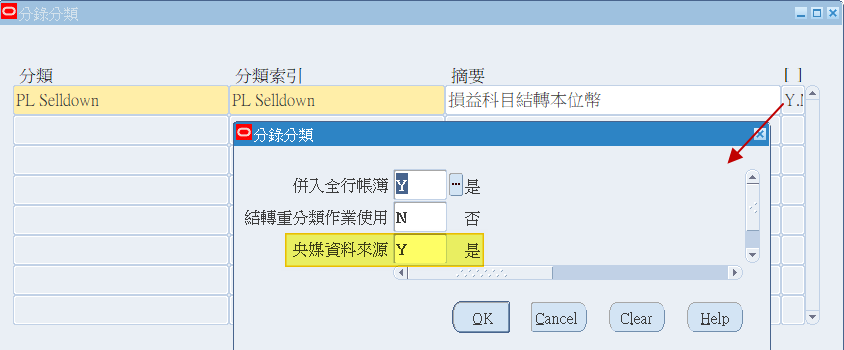 分錄分類
分類 分類索引 摘要 [ ]
PL Selldown PL Selldown 損益科目結轉本位幣 Y.N
分錄分類
併入全行帳簿 Y ... 是
結轉重分類作業使用 N 否
央媒資料來源 Y 是
OK Cancel Clear Help